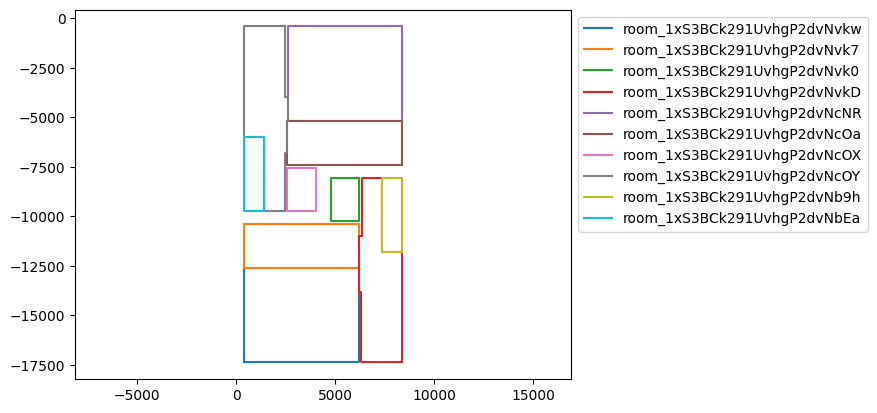 0
−2500
−5000
−7500
−10000
−12500
−15000
−17500
−5000
0
5000
10000
15000
room_1xS3BCk291UvhgP2dvNvkw
room_1xS3BCk291UvhgP2dvNvk7
room_1xS3BCk291UvhgP2dvNvk0
room_1xS3BCk291UvhgP2dvNvkD
room_1xS3BCk291UvhgP2dvNcNR
room_1xS3BCk291UvhgP2dvNcOa
room_1xS3BCk291UvhgP2dvNcOX
room_1xS3BCk291UvhgP2dvNcOY
room_1xS3BCk291UvhgP2dvNb9h
room_1xS3BCk291UvhgP2dvNbEa